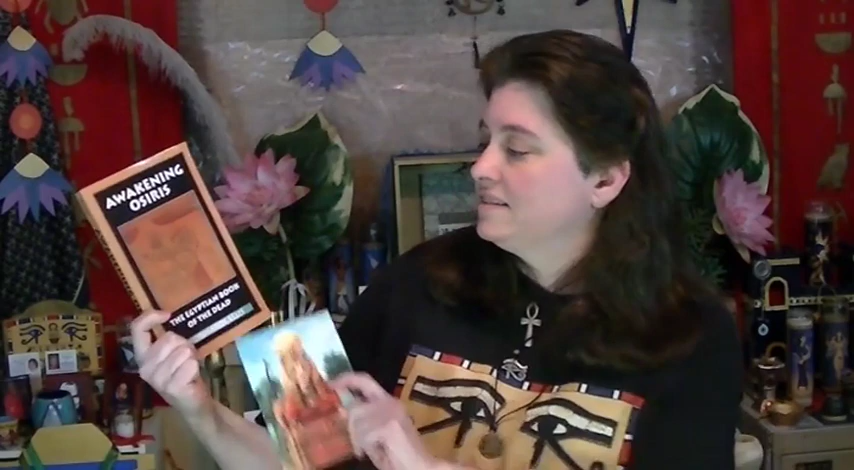 AWAKENING
OSIRIS
THE EGYPTIAN BOOK
OF THE DEAD